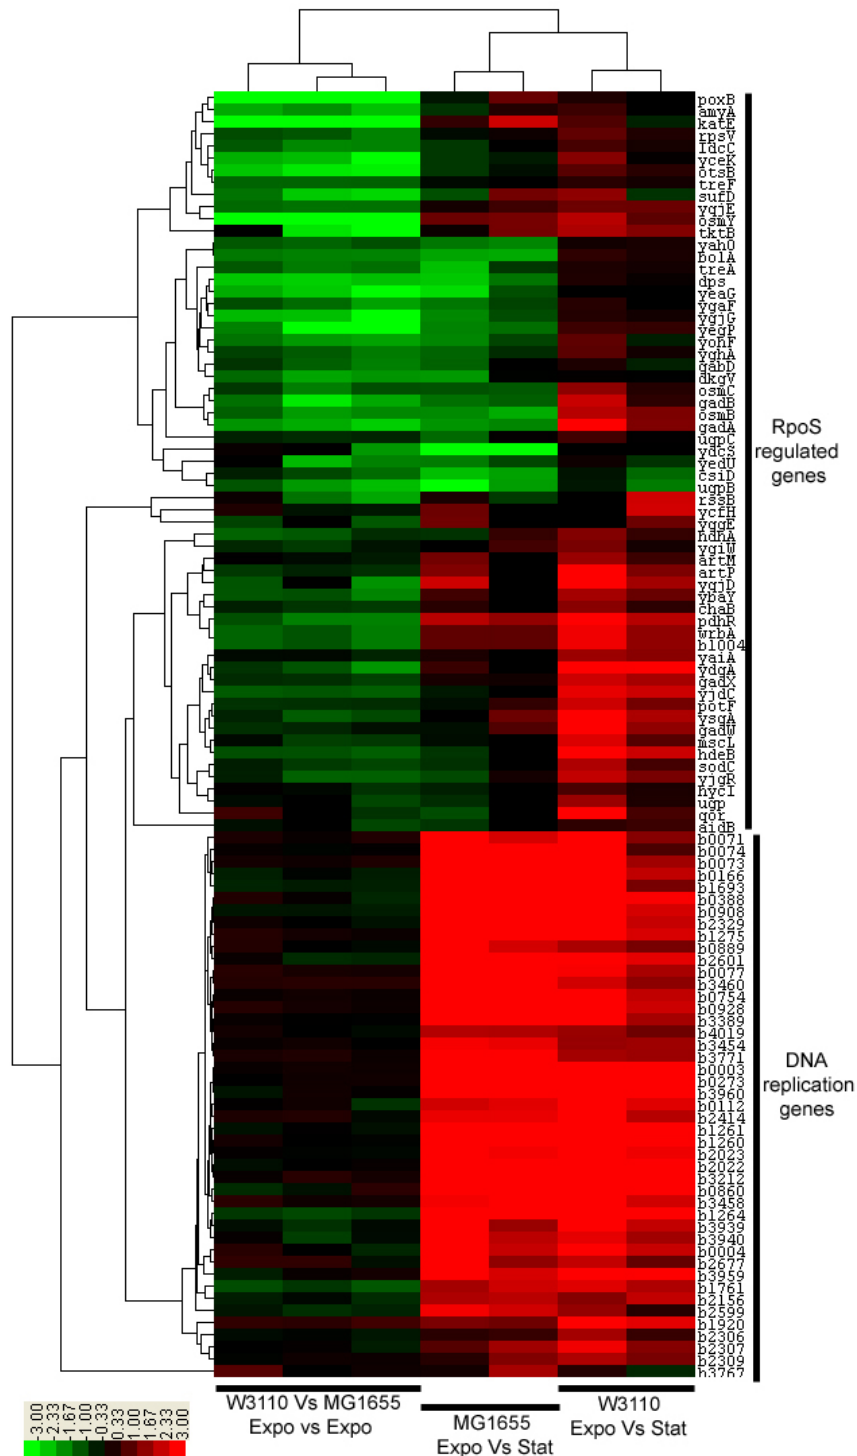 poxB
amyA
katE
rpsV
ldcC
yceK
otsB
treF
sufD
yqjE
osmY
tktB
yahO
bolA
treA
dps
yeaG
ygaF
yqjG
yegP
yohF
yghA
gabD
dkgV
osmC
gadB
osmB
gadA
ugpC
ydcS
yedU
csiD
ugpB
rssB
ycfH
yggE
hdhA
ygiW
artM
artP
yqjD
ybaY
chaB
pdhR
wrbA
b1004
yaiA
ydgA
gadX
yjdC
potF
ysgA
gadW
mscL
hdeB
sodC
yjgR
hycI
ugp
qor
aidB
RpoS
regulated
genes
b0071
b0074
b0073
b0166
b1693
b0388
b0908
b2329
b1275
b0889
b2601
b0077
b3460
b0754
b0928
b3389
b4019
b3454
b3771
b0003
b0273
b3960
b0112
b2414
b1261
b1260
b2023
b2022
b3212
b0860
b3458
b1264
b3939
b3940
b0004
b2677
b3959
b1761
b2156
b2599
b1920
b2306
b2307
b2309
b3767
DNA
replication
genes
W3110 Vs MG1655
Expo vs Expo
MG1655
Expo Vs Stat
W3110
Expo Vs Stat
-3.00
-2.33
-1.67
-1.00
-0.33
0.33
1.00
1.67
2.33
3.00